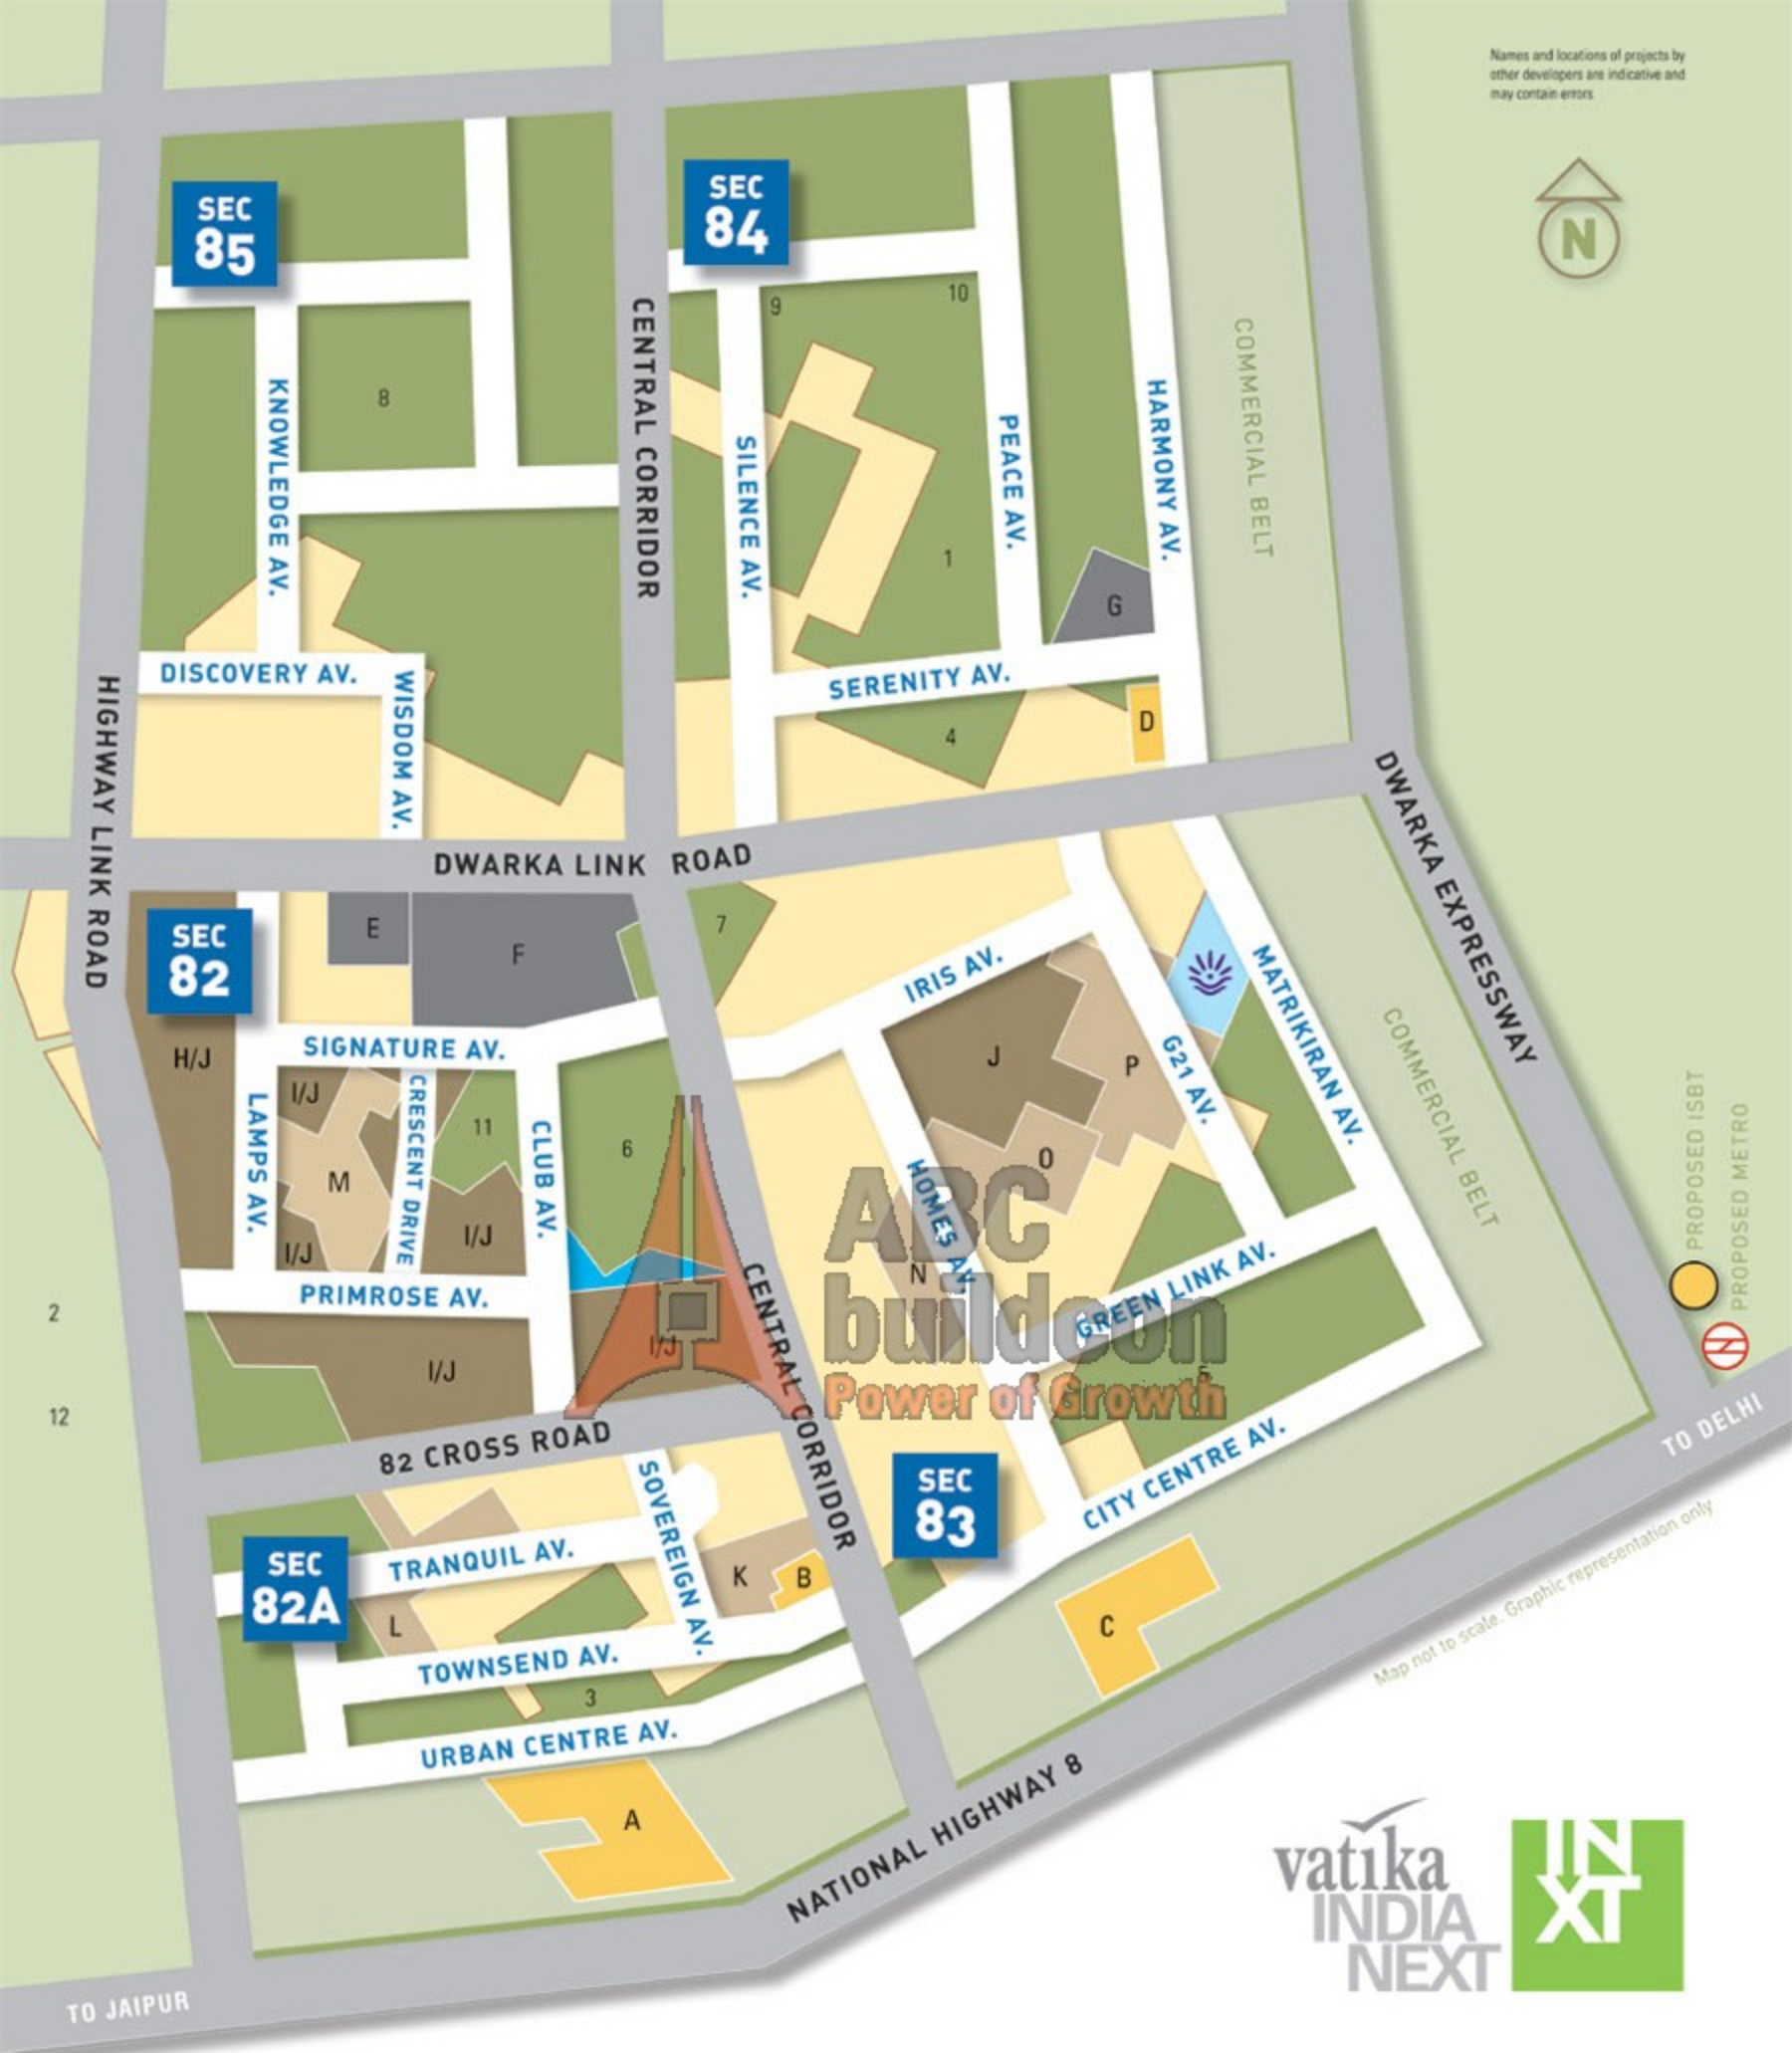 Names and locations of projects by
other developers are indicative and
may contain errors
N
SEC
85
SEC
84
9
10
8
1
CENTRAL CORRIDOR
KNOWLEDGE AV.
SILENCE AV.
PEACE AV.
HARMONY AV.
COMMERCIAL BELT
G
DISCOVERY AV.
WISDOM AV.
SERENITY AV.
4
D
HIGHWAY LINK ROAD
DWARKA LINK ROAD
DWARKA EXPRESSWAY
SEC
82
E
F
7
IRIS AV.
MATRIKIRAN AV.
H/J
SIGNATURE AV.
J
P
G21 AV.
COMMERCIAL BELT
I/J
LAMPS AV.
CRESCENT DRIVE
11
CLUB AV.
6
M
O
HOMES AV.
I/J
I/J
N
GREEN LINK AV.
PROPOSED ISBT
PROPOSED METRO
PRIMROSE AV.
2
I/J
I/J
5
12
CENTRAL CORRIDOR
ABC
buildcon
Power of Growth
82 CROSS ROAD
TO DELHI
SEC
83
CITY CENTRE AV.
SOVEREIGN AV.
SEC
82A
TRANQUIL AV.
K
B
L
C
TOWNSEND AV.
3
URBAN CENTRE AV.
A
Map not to scale. Graphic representation only
NATIONAL HIGHWAY 8
TO JAIPUR
vatika
INDIA
NEXT
IN
XT